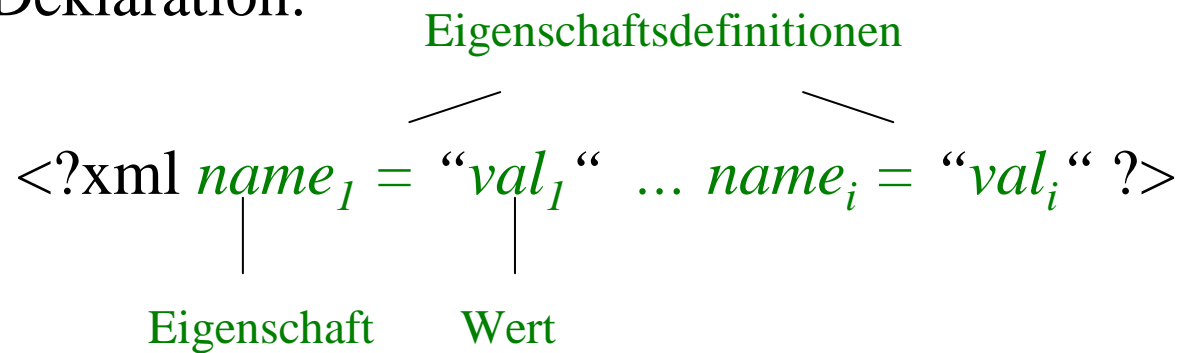 Deklaration:
Eigenschaftsdefinitionen
<?xml name₁ = “val₁“ ... nameᵢ = “valᵢ“ ?>
Eigenschaft Wert